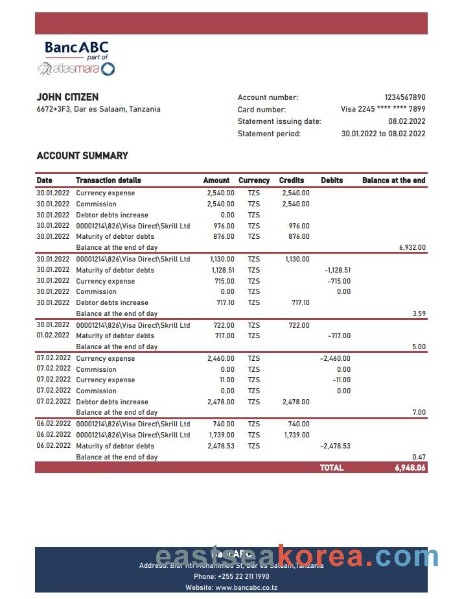 BancABC
part of
atlasmara
JOHN CITIZEN
6672+3F3, Dar es Salaam, Tanzania
Account number: 1234567890
Card number: Visa 2245 **** **** 7899
Statement issuing date: 08.02.2022
Statement period: 30.01.2022 to 08.02.2022
ACCOUNT SUMMARY
Date Transaction details Amount Currency Credits Debits Balance at the end
30.01.2022 Currency expense 2,540.00 TZS 2,540.00
30.01.2022 Commission 2,540.00 TZS 2,540.00
30.01.2022 Debtor debts increase 0.00 TZS
30.01.2022 00001214\826\Visa Direct\Skrill Ltd 976.00 TZS 976.00
30.01.2022 Maturity of debtor debts 876.00 TZS 876.00
Balance at the end of day 6,932.00
30.01.2022 00001214\826\Visa Direct\Skrill Ltd 1,130.00 TZS 1,130.00
30.01.2022 Maturity of debtor debts 1,128.51 TZS -1,128.51
30.01.2022 Currency expense 715.00 TZS -715.00
30.01.2022 Commission 0.00 TZS 0.00
30.01.2022 Debtor debts increase 717.10 TZS 717.10
Balance at the end of day 3.59
30.01.2022 00001214\826\Visa Direct\Skrill Ltd 722.00 TZS 722.00
01.02.2022 Maturity of debtor debts 717.00 TZS -717.00
Balance at the end of day 5.00
07.02.2022 Currency expense 2,460.00 TZS -2,460.00
07.02.2022 Commission 0.00 TZS 0.00
07.02.2022 Currency expense 11.00 TZS -11.00
07.02.2022 Commission 0.00 TZS 0.00
07.02.2022 Debtor debts increase 2,478.00 TZS 2,478.00
Balance at the end of day 7.00
06.02.2022 00001214\826\Visa Direct\Skrill Ltd 740.00 TZS 740.00
06.02.2022 00001214\826\Visa Direct\Skrill Ltd 1,739.00 TZS 1,739.00
06.02.2022 Maturity of debtor debts 2,478.53 TZS -2,478.53
Balance at the end of day 0.47
TOTAL 6,948.06
eastseakorea.com
BancABC
Address: Mohammed St, Dar es Salaam, Tanzania
Phone: +255 22 211 1990
Website: www.bancabc.co.tz